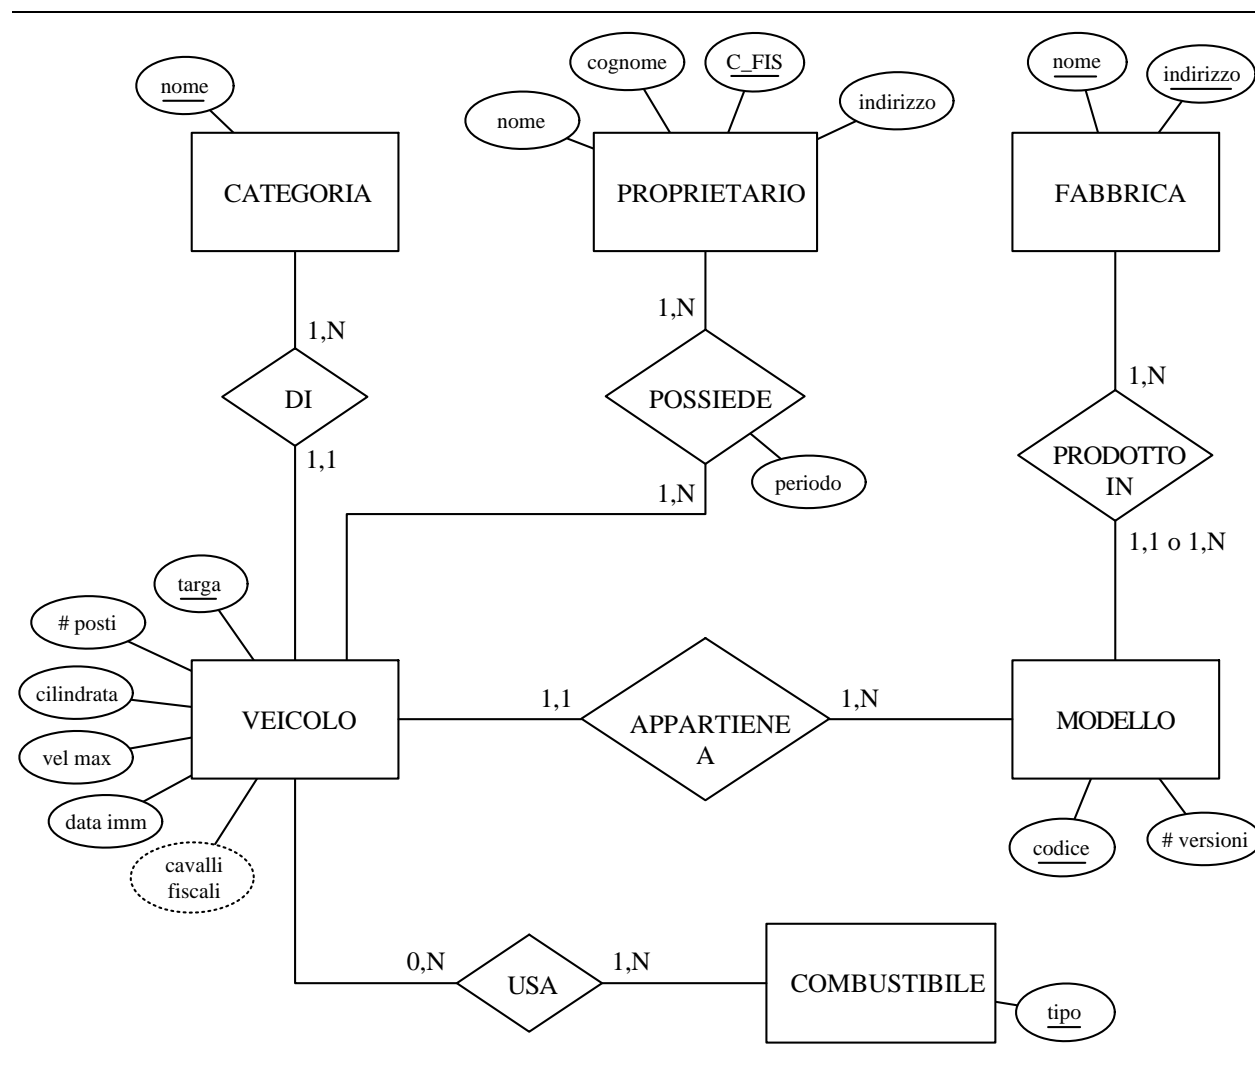 nome
cognome
C_FIS
nome
indirizzo
nome
indirizzo
CATEGORIA
PROPRIETARIO
FABBRICA
1,N
DI
1,1
1,N
POSSIEDE
periodo
1,N
1,N
PRODOTTO
IN
1,1 o 1,N
targa
# posti
cilindrata
vel max
data imm
cavalli
fiscali
VEICOLO
1,1
APPARTIENE
A
1,N
MODELLO
codice
# versioni
0,N
USA
1,N
COMBUSTIBILE
tipo